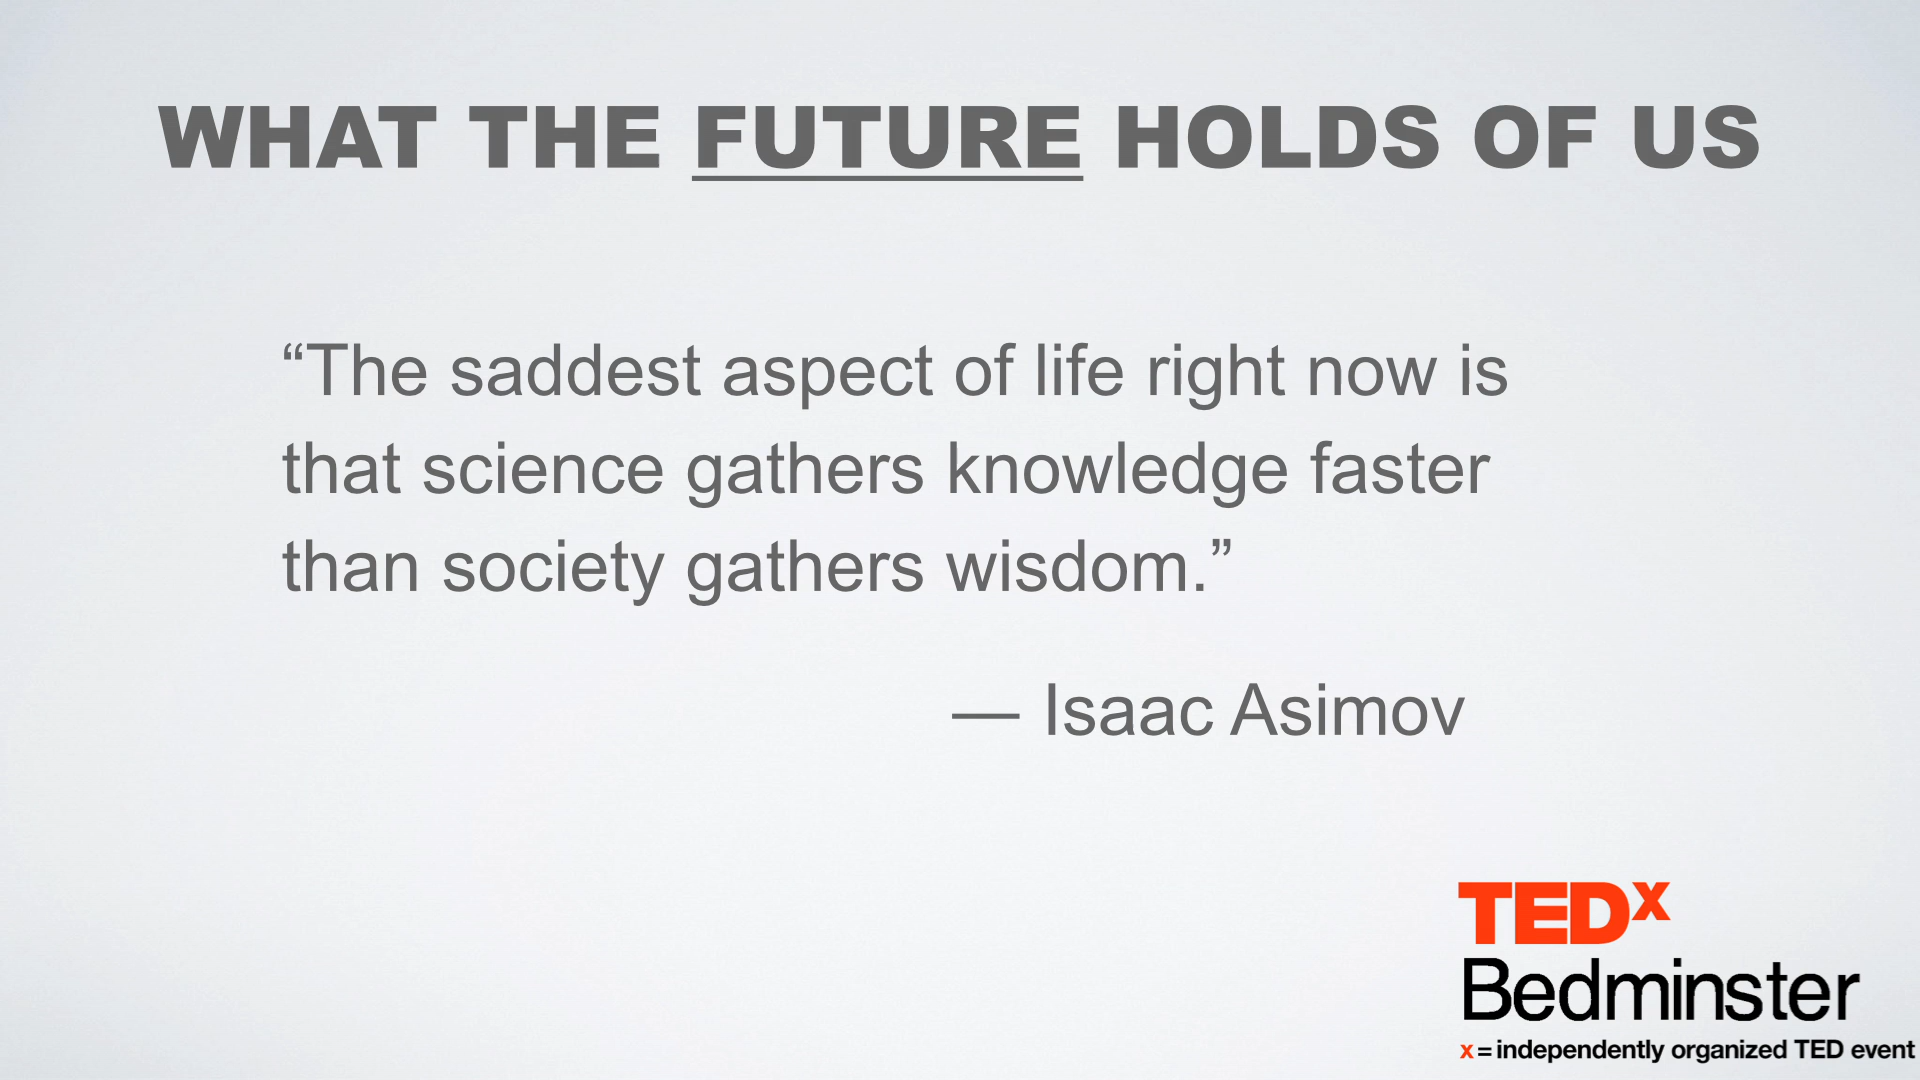 WHAT THE FUTURE HOLDS OF US
“The saddest aspect of life right now is
that science gathers knowledge faster
than society gathers wisdom.”
— Isaac Asimov
TEDx
Bedminster
x = independently organized TED event